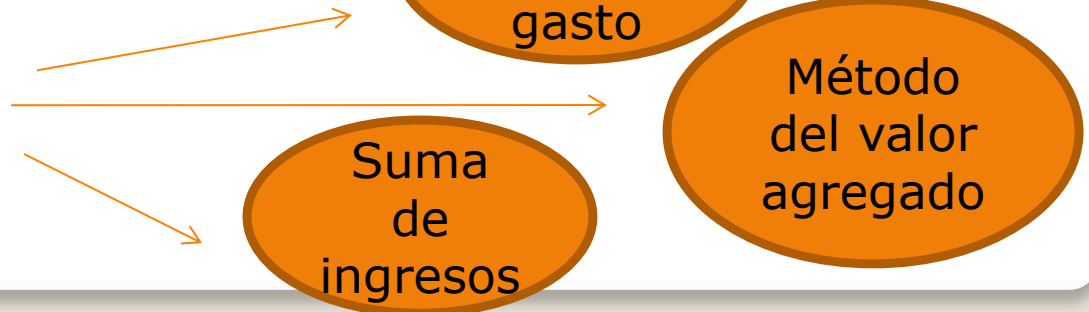 gasto
Método
del valor
agregado
Suma
de
ingresos